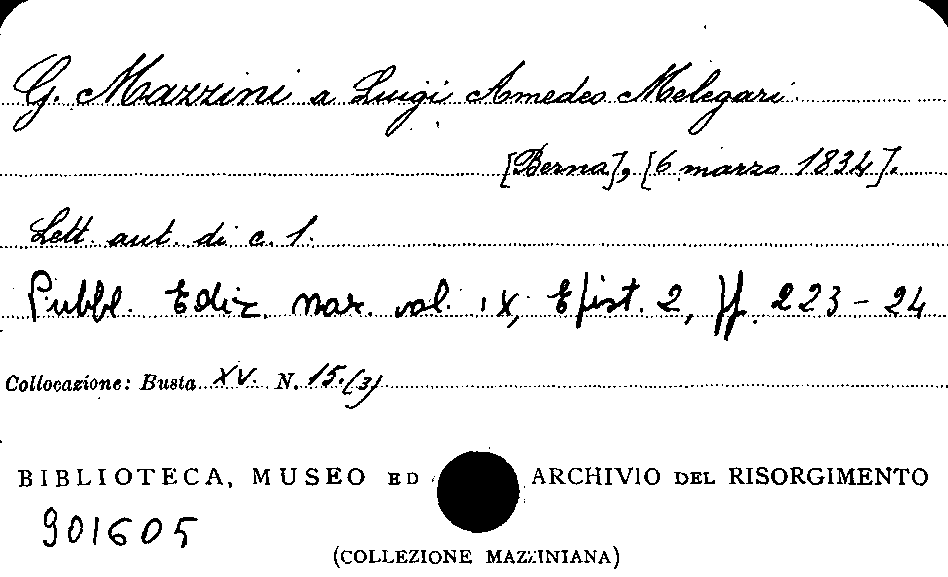 G. Mazzini a Luigi Amedeo Melegari.
[Berna], [6 marzo 1834].
Lett. aut. di c. 1.
Pubbl. Ediz. naz. vol. IX, Epist. 2, pp. 223-24
Collocazione: Busta XV. N. 15.(3)
BIBLIOTECA, MUSEO ED ARCHIVIO DEL RISORGIMENTO
901605
(COLLEZIONE MAZZINIANA)